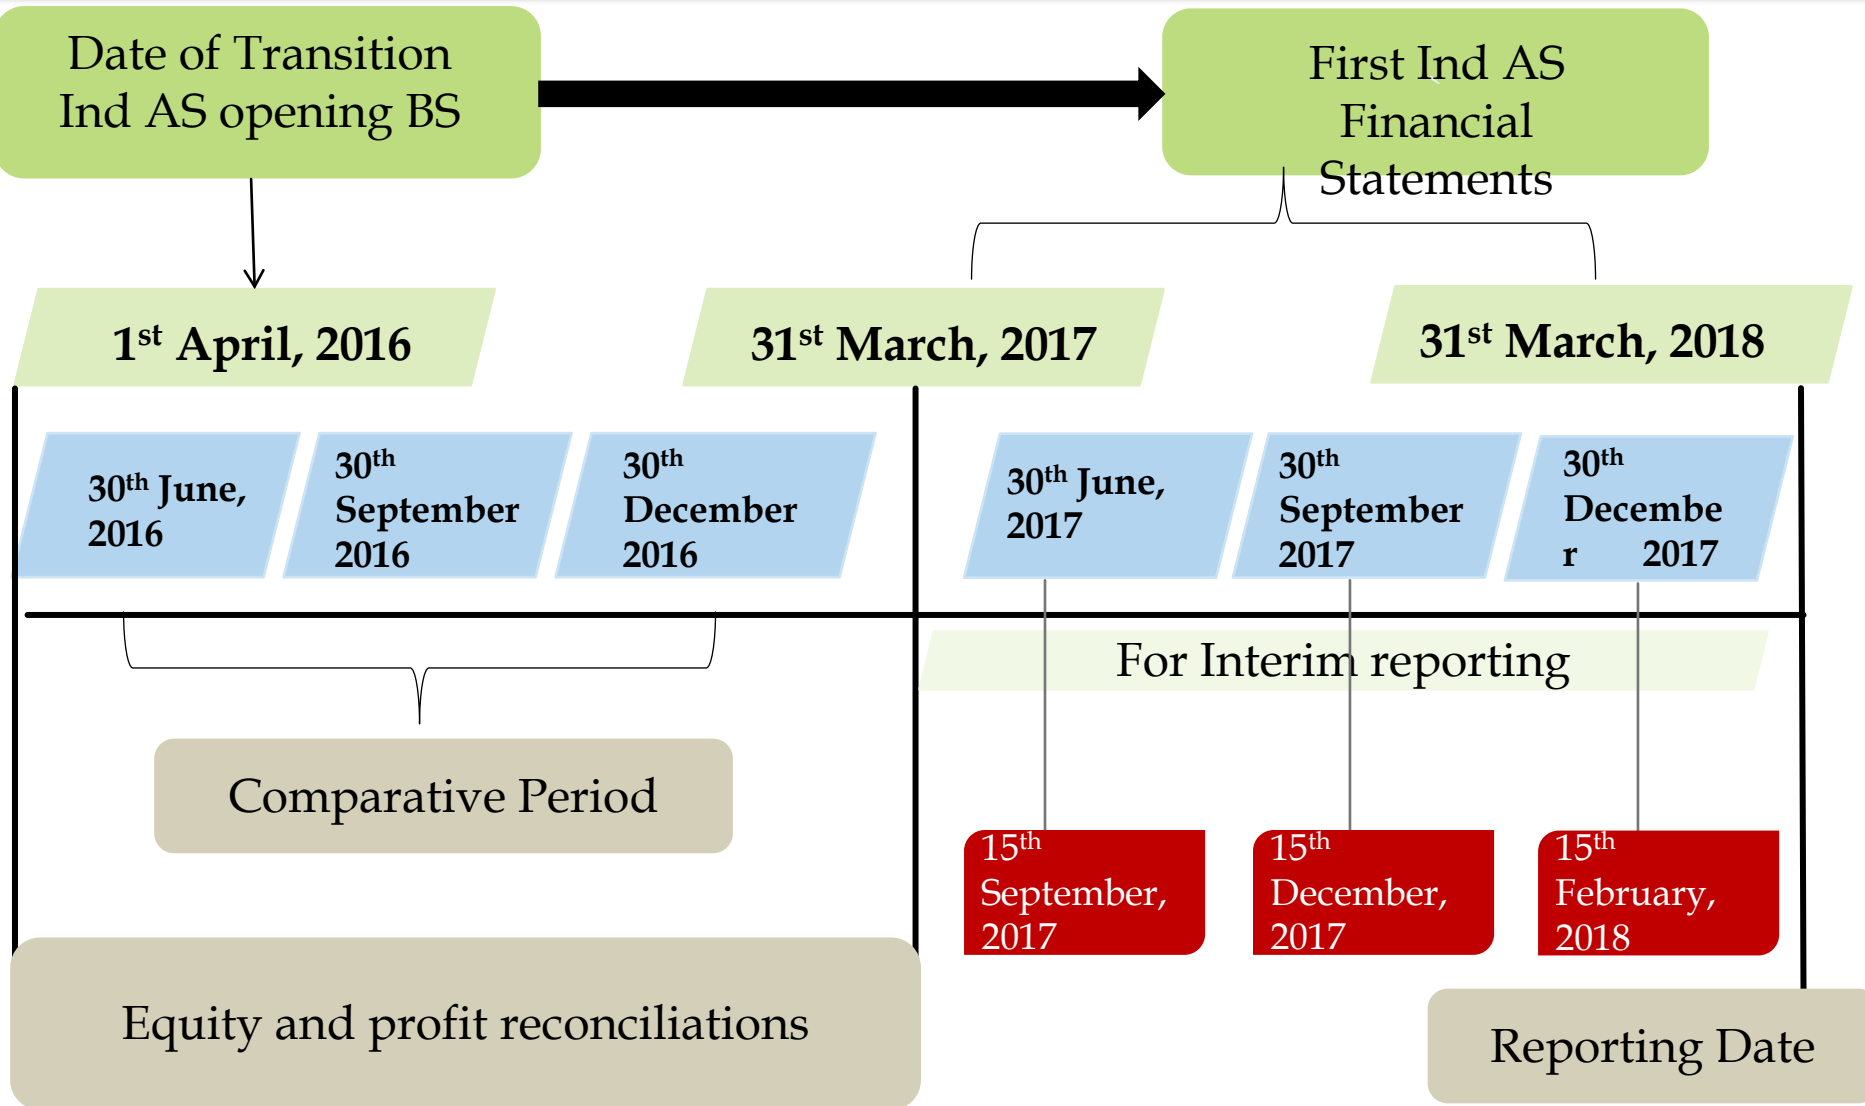 Date of Transition
Ind AS opening BS
First Ind AS
Financial
Statements
1st April, 2016
31st March, 2017
31st March, 2018
30th June,
2016
30th
September
2016
30th
December
2016
30th June,
2017
30th
September
2017
30th
Decembe
r 2017
For Interim reporting
Comparative Period
15th
September,
2017
15th
December,
2017
15th
February,
2018
Equity and profit reconciliations
Reporting Date